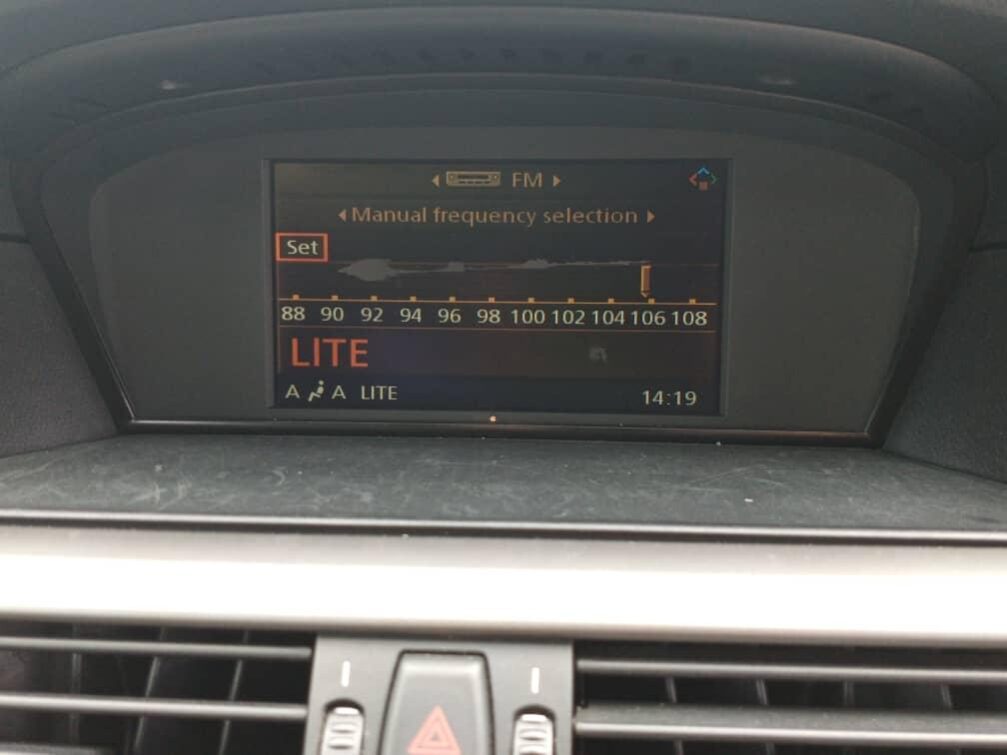 FM
Manual frequency selection
Set
88 90 92 94 96 98 100 102 104 106 108
LITE
A A LITE 14:19